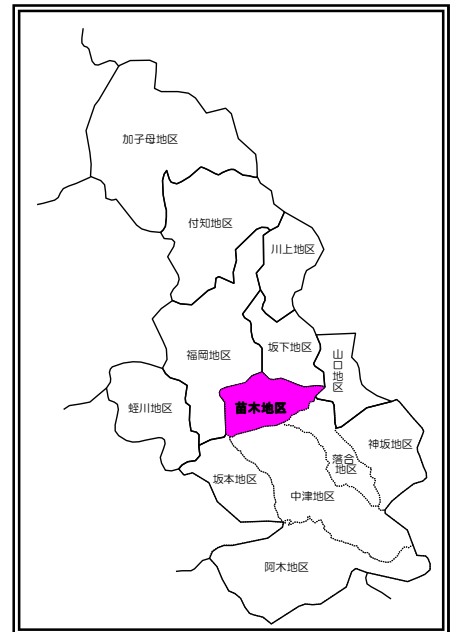 加子母地区
付知地区
川上地区
福岡地区
坂下地区
山口地区
蛭川地区
苗木地区
神坂地区
落合
地区
坂本地区
中津地区
阿木地区